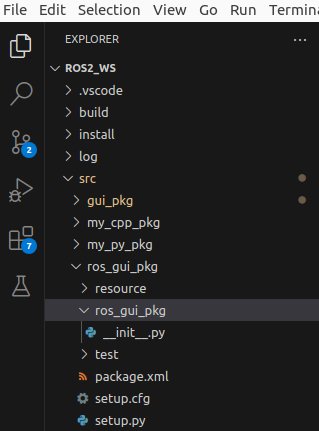 File Edit Selection View Go Run Termina
EXPLORER ...
ROS2_WS
.vscode
build
install
log
src
gui_pkg
my_cpp_pkg
my_py_pkg
ros_gui_pkg
resource
ros_gui_pkg
__init__.py
test
package.xml
setup.cfg
setup.py
2
7